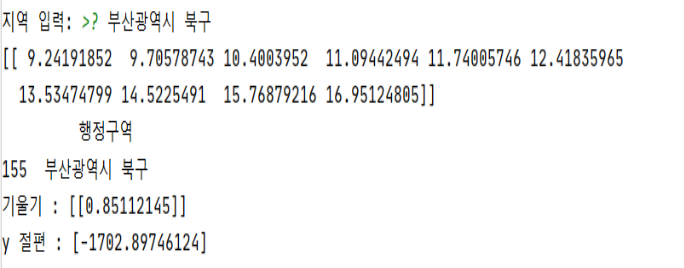 지역 입력: >? 부산광역시 북구
[[ 9.24191852  9.70578743 10.4003952  11.09442494 11.74005746 12.41835965
  13.53474799 14.5225491  15.76879216 16.95124805]]
행정구역
155  부산광역시 북구
기울기 : [[0.85112145]]
y 절편 : [-1702.89746124]